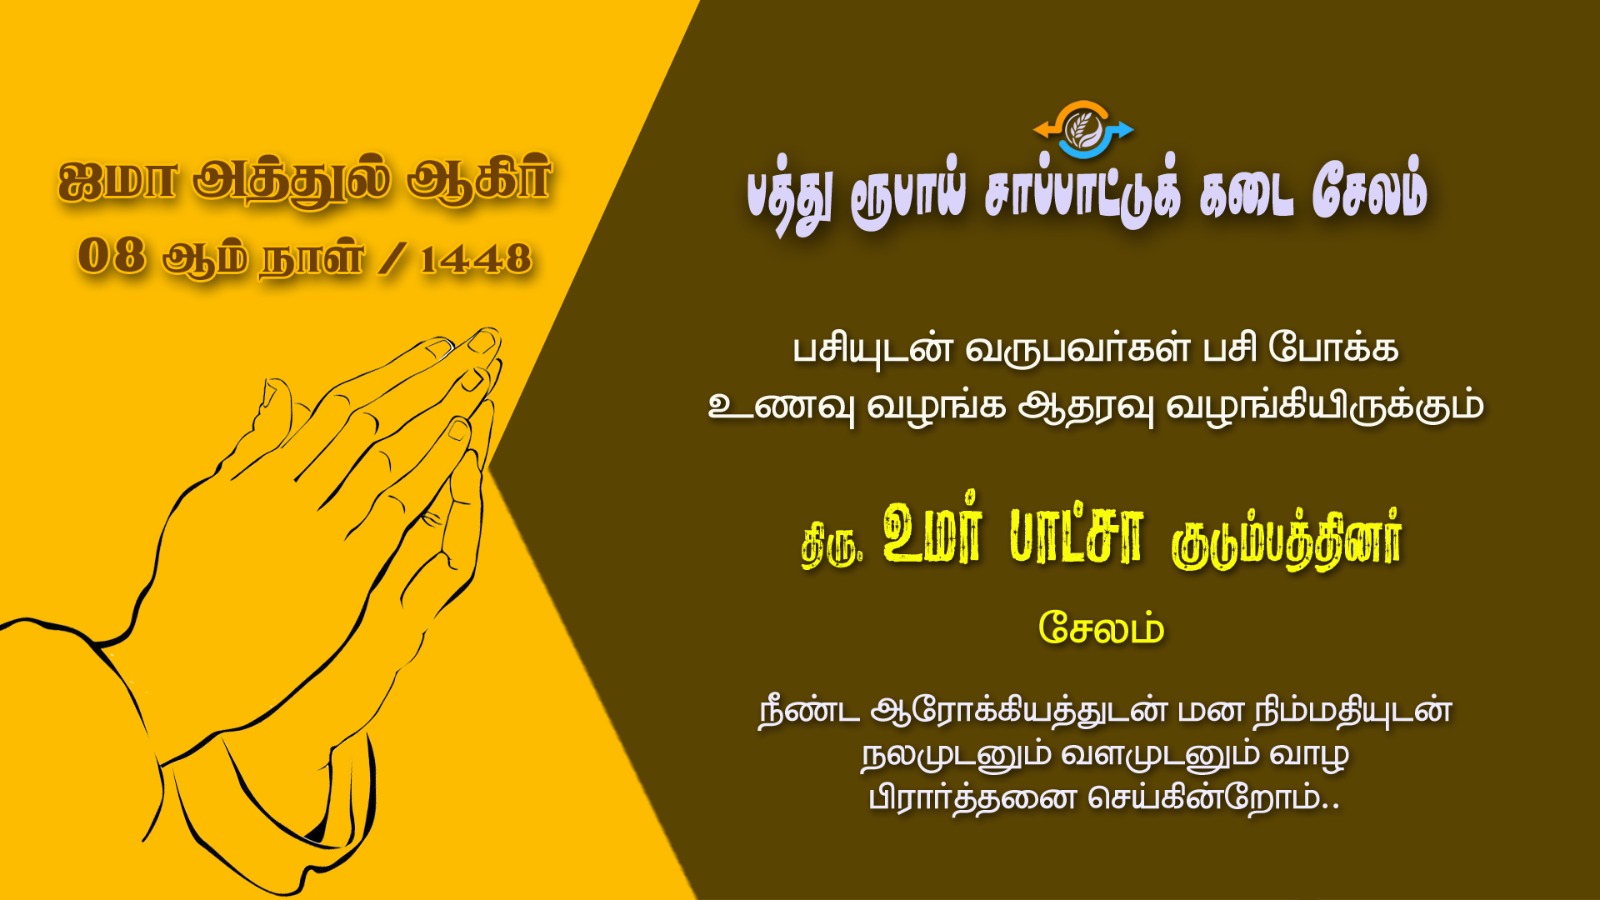 ஜமா அத்துல் ஆகிர்
08 ஆம் நாள் / 1448
பத்து ரூபாய் சாப்பாட்டுக் கடை சேலம்
பசியுடன் வருபவர்கள் பசி போக்க
உணவு வழங்க ஆதரவு வழங்கியிருக்கும்
திரு. உமர் பாட்சா குடும்பத்தினர்
சேலம்
நீண்ட ஆரோக்கியத்துடன் மன நிம்மதியுடன்
நலமுடனும் வளமுடனும் வாழ
பிரார்த்தனை செய்கின்றோம்..